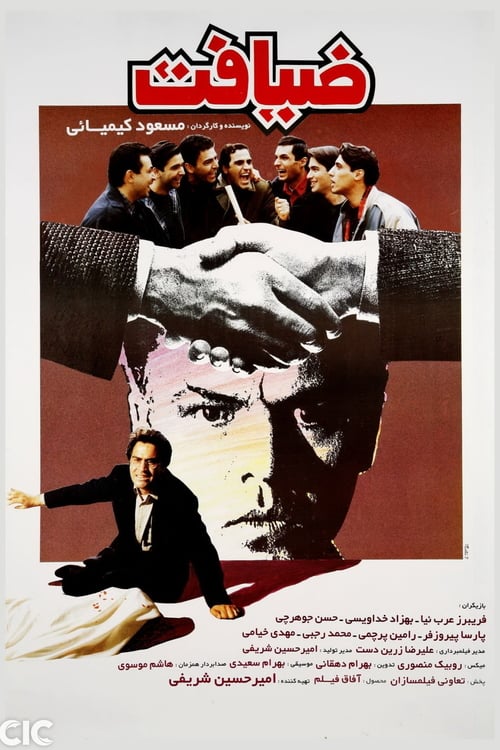 ضیافت
نویسنده و کارگردان : مسعود کیمیائی
بازیگران :
فریبرز عرب نیا - بهزاد خداویسی - حسن جوهرچی
پارسا پیروزفر - رامین پرچمی - محمد رجبی - مهدی خیامی
مدیر فیلمبرداری : علیرضا زرین دست مدیر تولید : امیرحسین شریفی
میکس : روبیک منصوری تدوین : بهرام دهقانی موسیقی : بهرام سعیدی صدابردار همزمان : هاشم موسوی
پخش : تعاونی فیلمسازان محصول : آفاق فیلم تهیه کننده : امیرحسین شریفی
CIC
CIC